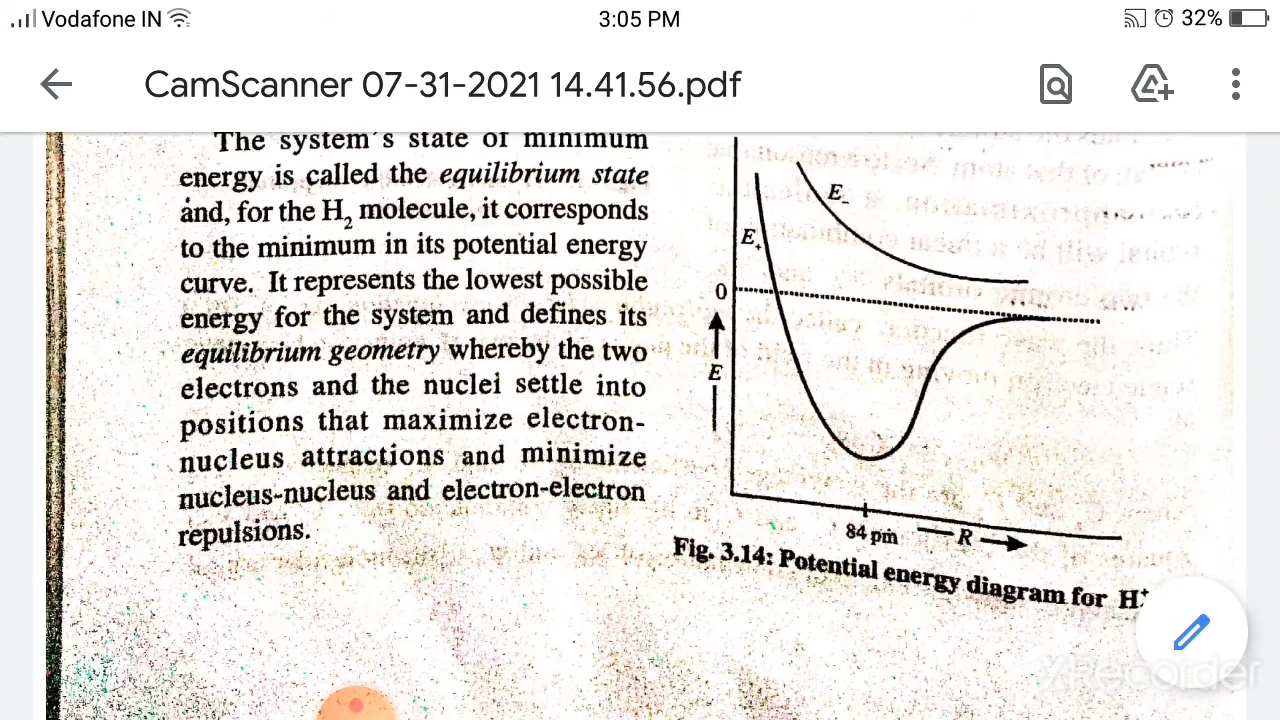 Vodafone IN
3:05 PM
32%
CamScanner 07-31-2021 14.41.56.pdf
The system's state of minimum
energy is called the equilibrium state
and, for the H₂ molecule, it corresponds
to the minimum in its potential energy
curve. It represents the lowest possible
energy for the system and defines its
equilibrium geometry whereby the two
electrons and the nuclei settle into
positions that maximize electron-
nucleus attractions and minimize
nucleus-nucleus and electron-electron
repulsions.
E₋
E₊
0
E
84 pm
R
Fig. 3.14: Potential energy diagram for H
XRecorder